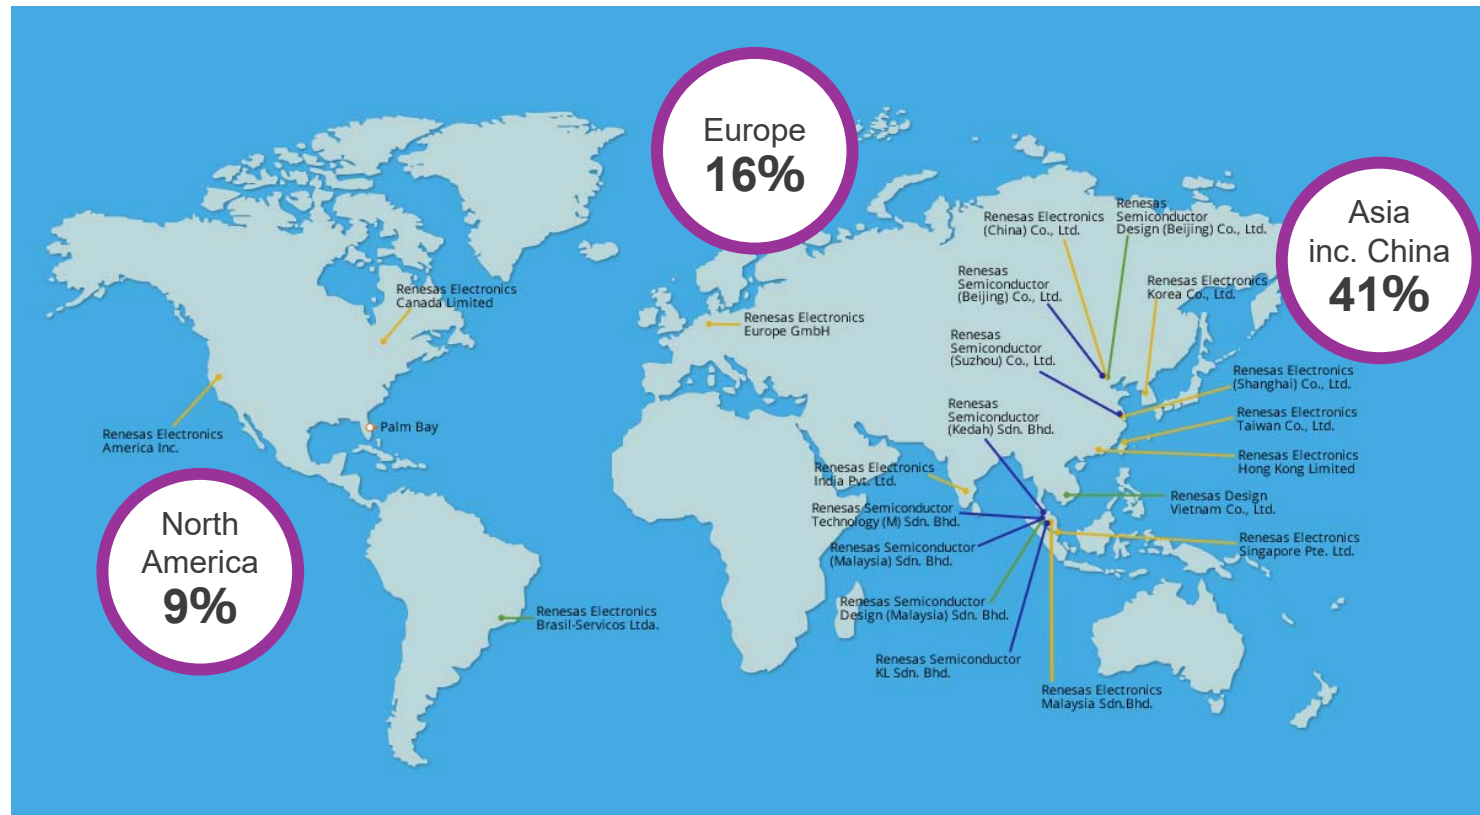 Europe
16%
Asia
inc. China
41%
North
America
9%
Renesas Electronics
Canada Limited
Renesas Electronics
America Inc.
Palm Bay
Renesas Electronics
Brasil-Servicos Ltda.
Renesas Electronics
Europe GmbH
Renesas Electronics
(China) Co., Ltd.
Renesas
Semiconductor
Design (Beijing) Co., Ltd.
Renesas
Semiconductor
(Beijing) Co., Ltd.
Renesas Electronics
Korea Co., Ltd.
Renesas
Semiconductor
(Suzhou) Co., Ltd.
Renesas Electronics
(Shanghai) Co., Ltd.
Renesas
Semiconductor
(Kedah) Sdn. Bhd.
Renesas Electronics
Taiwan Co., Ltd.
Renesas Electronics
Hong Kong Limited
Renesas Electronics
India Pvt. Ltd.
Renesas Design
Vietnam Co., Ltd.
Renesas Semiconductor
Technology (M) Sdn. Bhd.
Renesas Electronics
Singapore Pte. Ltd.
Renesas Semiconductor
(Malaysia) Sdn. Bhd.
Renesas Semiconductor
Design (Malaysia) Sdn. Bhd.
Renesas Semiconductor
KL Sdn. Bhd.
Renesas Electronics
Malaysia Sdn.Bhd.